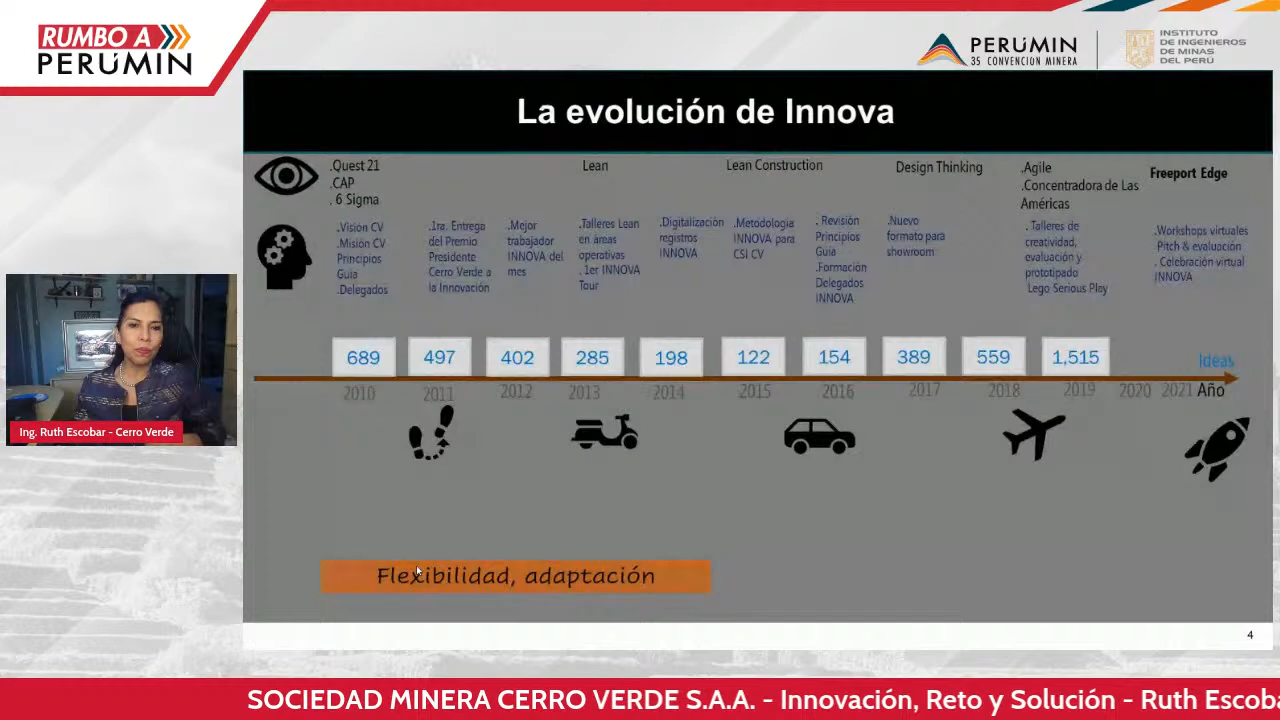 RUMBO A
PERÚMIN
PERÚMIN
35 CONVENCIÓN MINERA
INSTITUTO
DE INGENIEROS
DE MINAS
DEL PERÚ
La evolución de Innova
.Quest 21
.CAP
. 6 Sigma
Lean
Lean Construction
Design Thinking
.Agile
.Concentradora de Las
Américas
Freeport Edge
.Visión CV
.Misión CV
Principios
Guía
.Delegados
.1ra. Entrega
del Premio
Presidente
Cerro Verde a
la Innovación
.Mejor
trabajador
INNOVA del
mes
.Talleres Lean
en áreas
operativas
. 1er INNOVA
Tour
.Digitalización
registros
INNOVA
.Metodología
INNOVA para
CSI CV
. Revisión
Principios
Guía
.Formación
Delegados
INNOVA
.Nuevo
formato para
showroom
. Talleres de
creatividad,
evaluación y
prototipado
Lego Serious Play
.Workshops virtuales
Pitch & evaluación
. Celebración virtual
INNOVA
689 497 402 285 198 122 154 389 559 1,515 Ideas
2010 2011 2012 2013 2014 2015 2016 2017 2018 2019 2020 2021 Año
Flexibilidad, adaptación
4
Ing. Ruth Escobar - Cerro Verde
SOCIEDAD MINERA CERRO VERDE S.A.A. - Innovación, Reto y Solución - Ruth Escoba